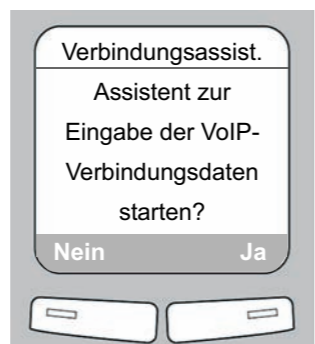 Verbindungsassist.
Assistent zur
Eingabe der VoIP-
Verbindungsdaten
starten?
Nein Ja